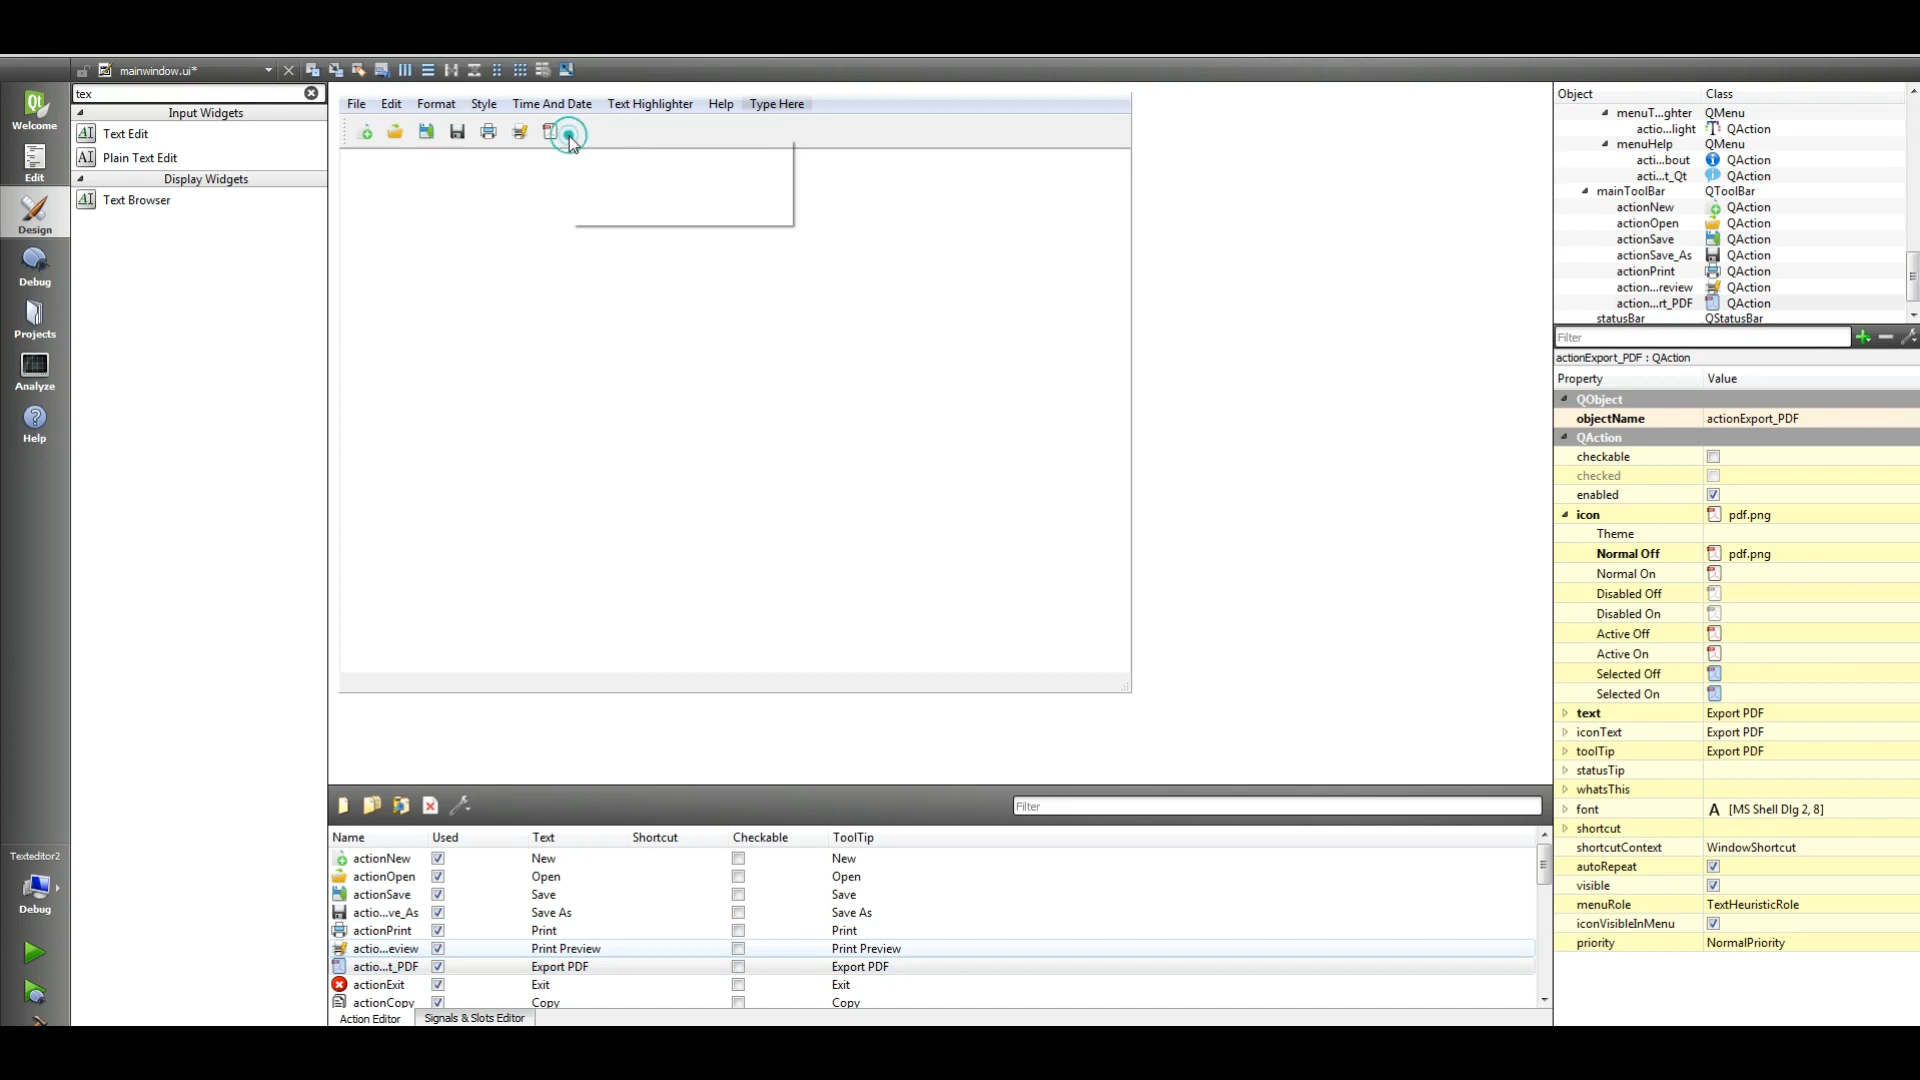 mainwindow.ui*
Welcome
Edit
Design
Debug
Projects
Analyze
Help
Texteditor2
Debug
tex
Input Widgets
Text Edit
Plain Text Edit
Display Widgets
Text Browser
File Edit Format Style Time And Date Text Highlighter Help Type Here
Filter
Name Used Text Shortcut Checkable ToolTip
actionNew New New
actionOpen Open Open
actionSave Save Save
actio...ve_As Save As Save As
actionPrint Print Print
actio...eview Print Preview Print Preview
actio...t_PDF Export PDF Export PDF
actionExit Exit Exit
actionCopy Copy Copy
Action Editor Signals & Slots Editor
Object Class
menuT...ghter QMenu
actio...light QAction
menuHelp QMenu
acti...bout QAction
acti...t_Qt QAction
mainToolBar QToolBar
actionNew QAction
actionOpen QAction
actionSave QAction
actionSave_As QAction
actionPrint QAction
action...review QAction
action...rt_PDF QAction
statusBar QStatusBar
Filter
actionExport_PDF : QAction
Property Value
QObject
objectName actionExport_PDF
QAction
checkable
checked
enabled
icon pdf.png
Theme
Normal Off pdf.png
Normal On
Disabled Off
Disabled On
Active Off
Active On
Selected Off
Selected On
text Export PDF
iconText Export PDF
toolTip Export PDF
statusTip
whatsThis
font A [MS Shell Dlg 2, 8]
shortcut
shortcutContext WindowShortcut
autoRepeat
visible
menuRole TextHeuristicRole
iconVisibleInMenu
priority NormalPriority